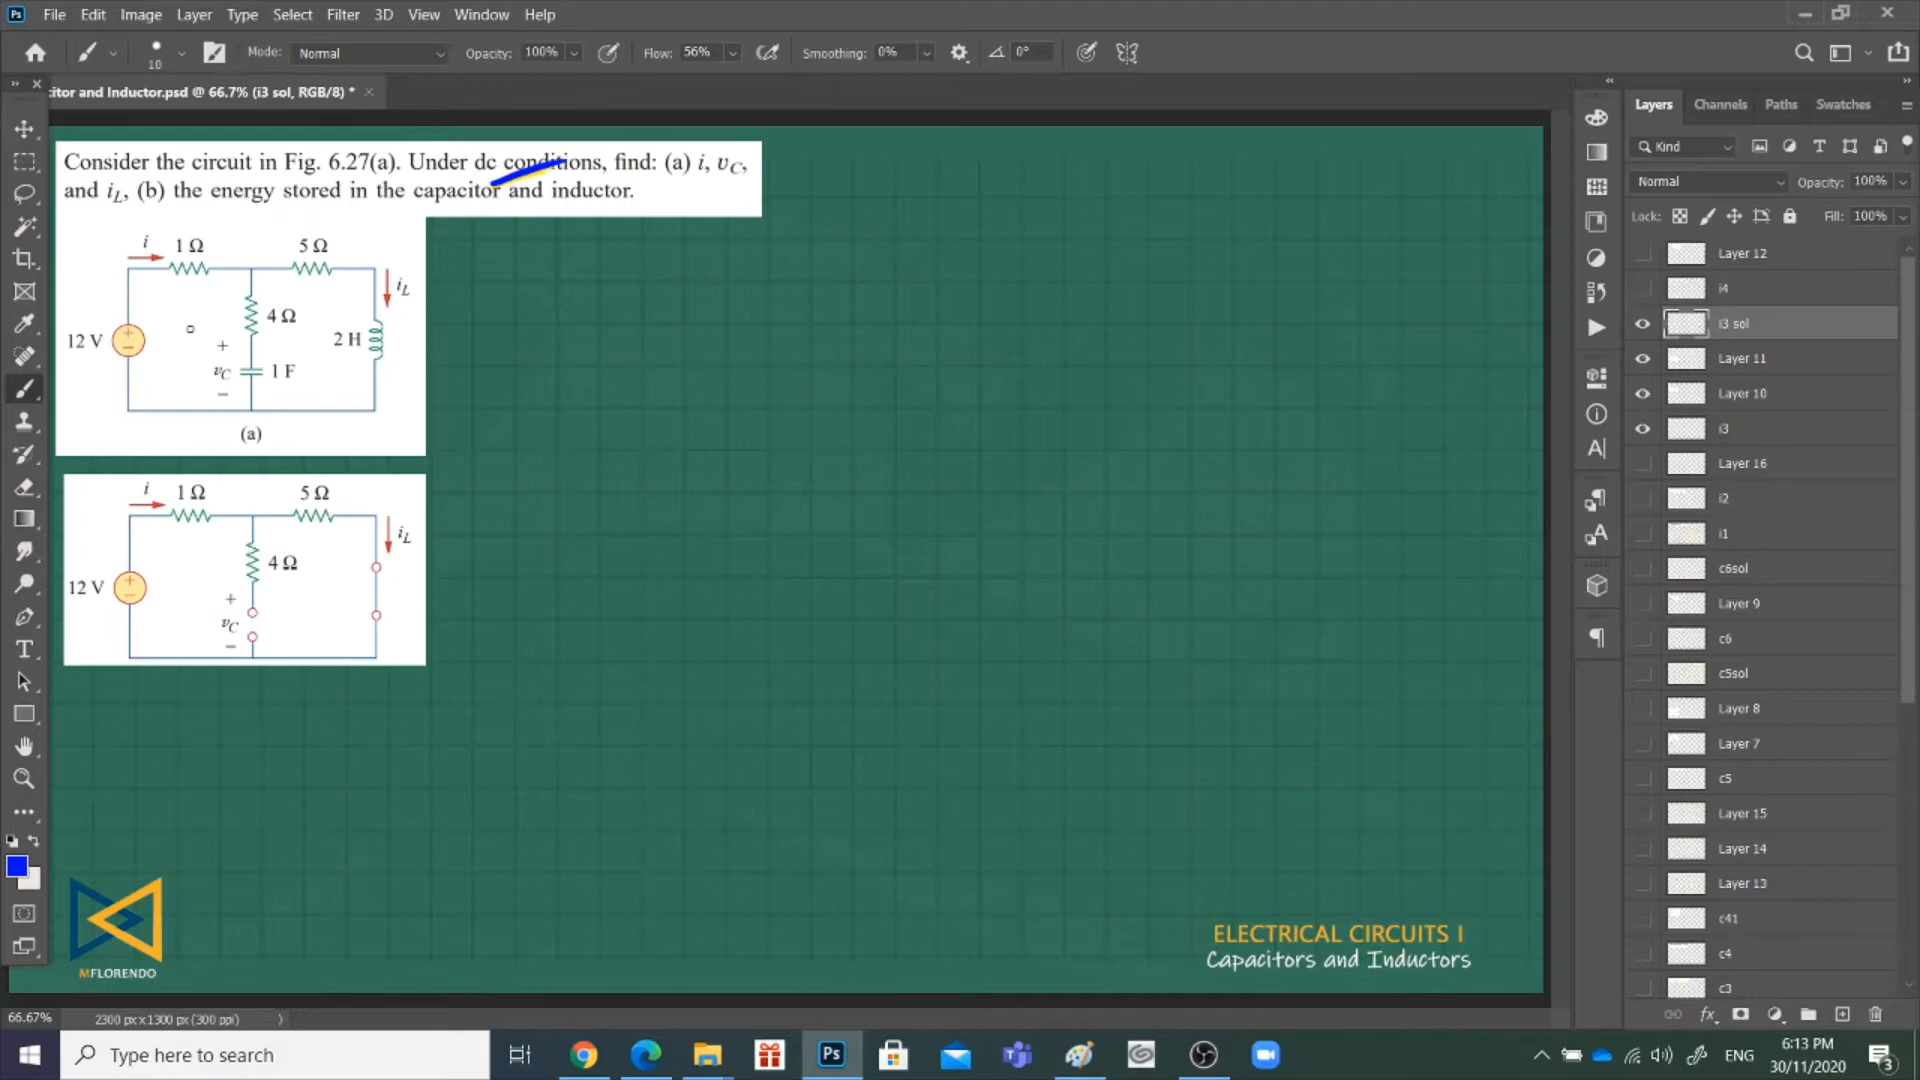 Ps File Edit Image Layer Type Select Filter 3D View Window Help
10 Mode: Normal Opacity: 100% Flow: 56% Smoothing: 0% 0°
itor and Inductor.psd @ 66.7% (i3 sol, RGB/8) *
Consider the circuit in Fig. 6.27(a). Under dc conditions, find: (a) i, vC,
and iL, (b) the energy stored in the capacitor and inductor.
i 1 Ω 5 Ω
iL
4 Ω
12 V + − + 2 H
vC 1 F
−
(a)
i 1 Ω 5 Ω
iL
4 Ω
12 V + − +
vC
−
MFLORENDO
ELECTRICAL CIRCUITS I
Capacitors and Inductors
Layers Channels Paths Swatches
Kind
Normal Opacity: 100%
Lock: Fill: 100%
Layer 12
i4
i3 sol
Layer 11
Layer 10
i3
Layer 16
i2
i1
c6sol
Layer 9
c6
c5sol
Layer 8
Layer 7
c5
Layer 15
Layer 14
Layer 13
c41
c4
c3
fx
66.67% 2300 px x 1300 px (300 ppi)
Type here to search
Ps
ENG
6:13 PM
30/11/2020
3